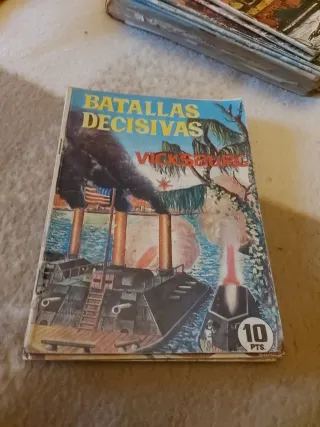 BATALLAS
DECISIVAS
VICKSBURG
10
PTS.